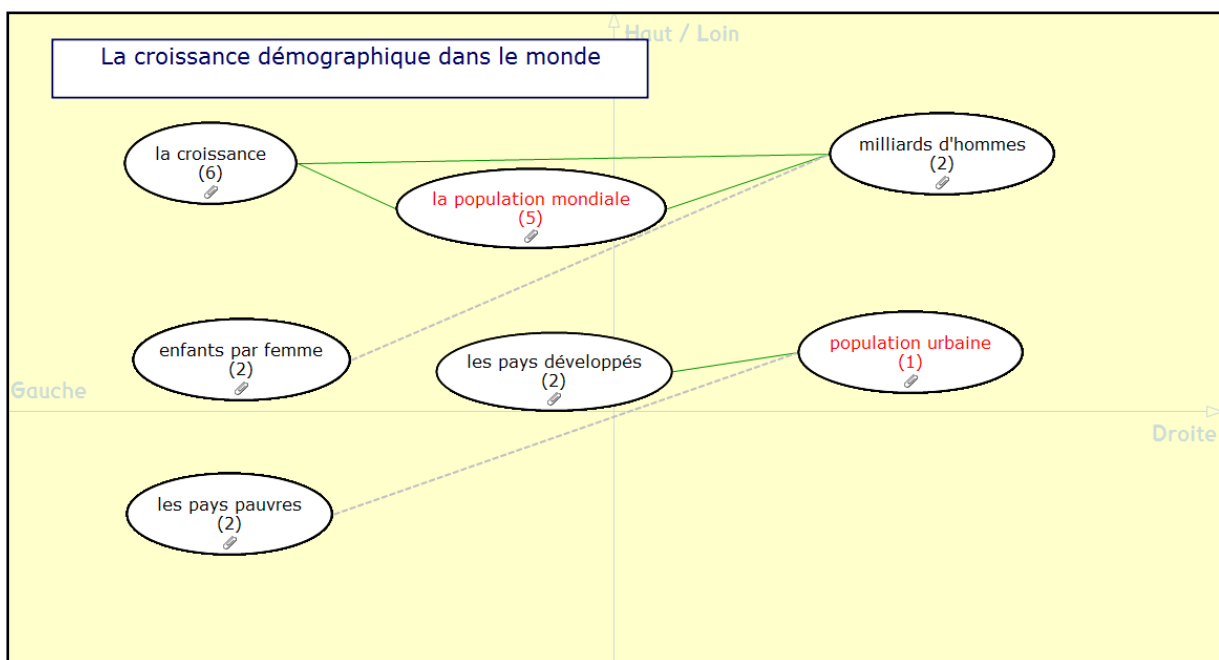 Haut / Loin
La croissance démographique dans le monde
la croissance
(6)
milliards d'hommes
(2)
la population mondiale
(5)
enfants par femme
(2)
les pays développés
(2)
population urbaine
(1)
Gauche
Droite
les pays pauvres
(2)